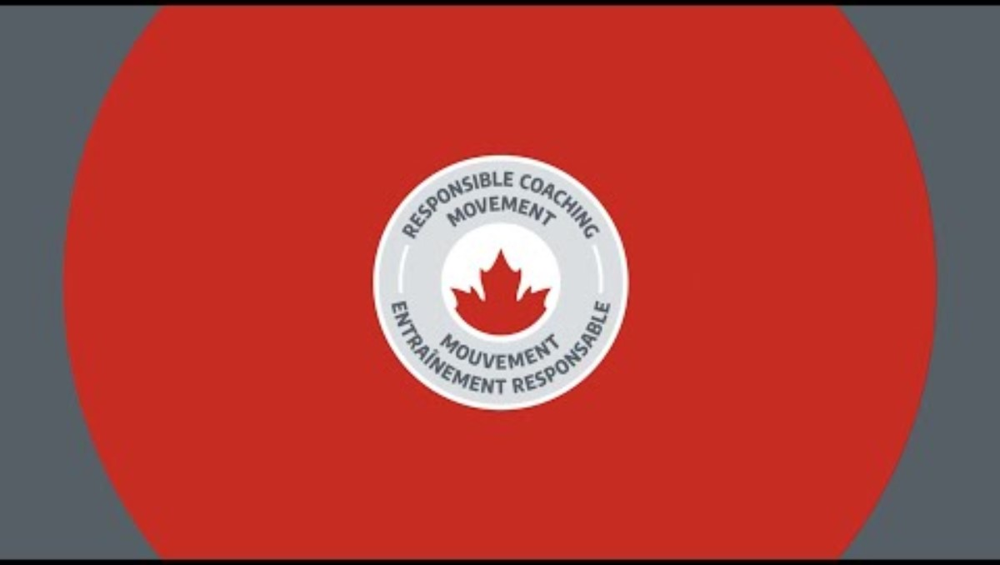 RESPONSIBLE COACHING
MOVEMENT
MOUVEMENT
ENTRAÎNEMENT RESPONSABLE